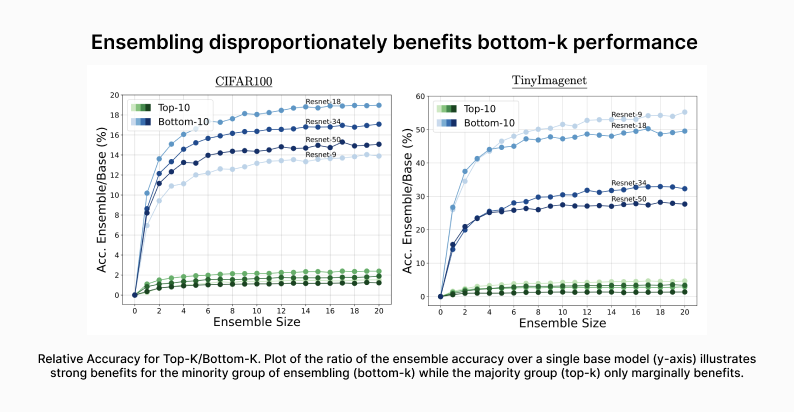 Ensembling disproportionately benefits bottom-k performance
CIFAR100
Acc. Ensemble/Base (%)
20
18
16
14
12
10
8
6
4
2
0
Top-10
Bottom-10
Resnet-18
Resnet-34
Resnet-50
Resnet-9
0 2 4 6 8 10 12 14 16 18 20
Ensemble Size
TinyImagenet
Acc. Ensemble/Base (%)
60
50
40
30
20
10
0
Top-10
Bottom-10
Resnet-9
Resnet-18
Resnet-34
Resnet-50
0 2 4 6 8 10 12 14 16 18 20
Ensemble Size
Relative Accuracy for Top-K/Bottom-K. Plot of the ratio of the ensemble accuracy over a single base model (y-axis) illustrates
strong benefits for the minority group of ensembling (bottom-k) while the majority group (top-k) only marginally benefits.